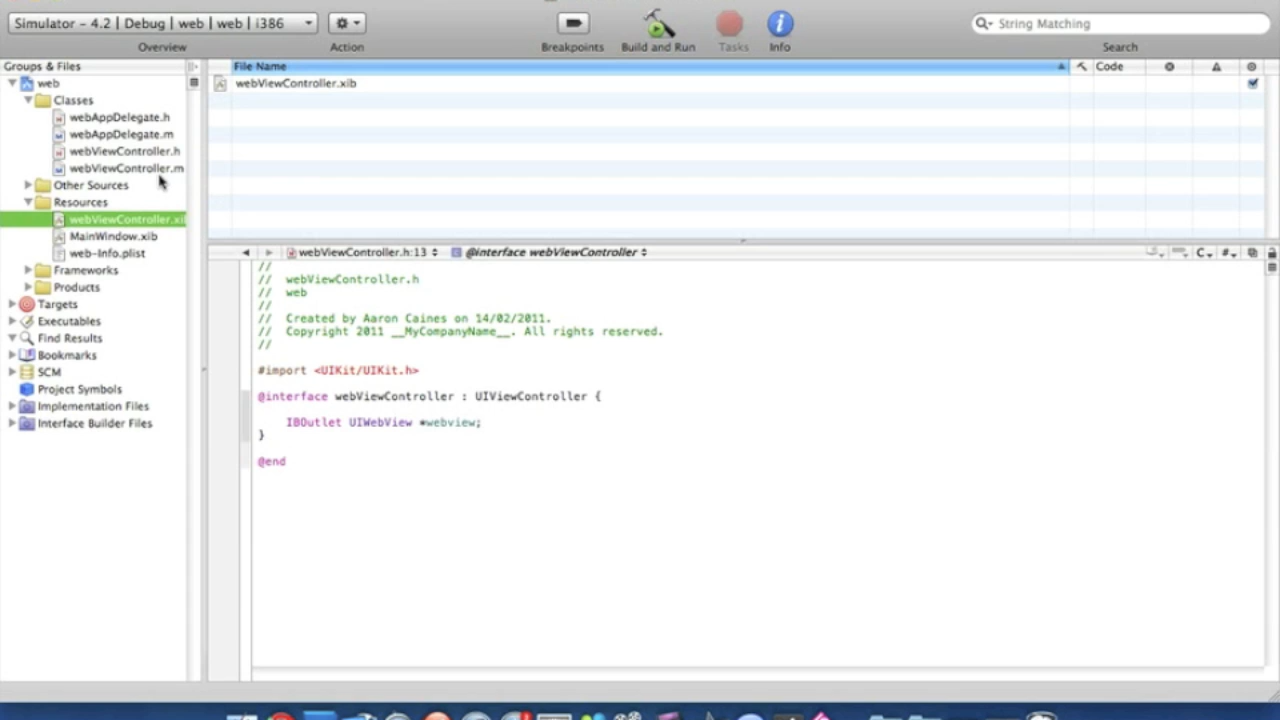 Simulator - 4.2 | Debug | web | web | i386
String Matching
Overview
Action
Breakpoints
Build and Run
Tasks
Info
Search
Groups & Files
File Name
Code
web
webViewController.xib
Classes
webAppDelegate.h
webAppDelegate.m
webViewController.h
webViewController.m
Other Sources
Resources
webViewController.xi
MainWindow.xib
web-Info.plist
Frameworks
Products
Targets
Executables
Find Results
Bookmarks
SCM
Project Symbols
Implementation Files
Interface Builder Files
webViewController.h:13 @interface webViewController C, #,
//
// webViewController.h
// web
//
// Created by Aaron Caines on 14/02/2011.
// Copyright 2011 __MyCompanyName__. All rights reserved.
//
#import <UIKit/UIKit.h>
@interface webViewController : UIViewController {
IBOutlet UIWebView *webview;
}
@end